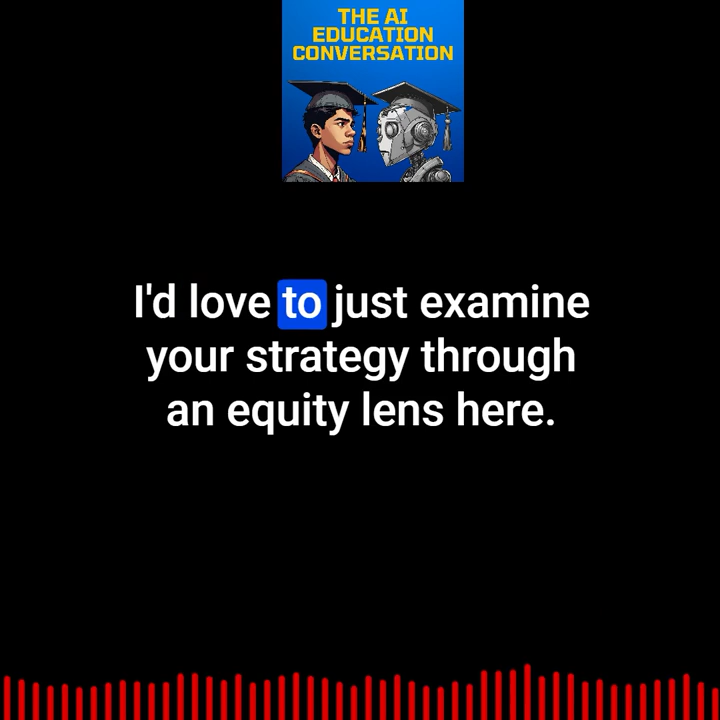 THE AI
EDUCATION
CONVERSATION
I'd love to just examine
your strategy through
an equity lens here.